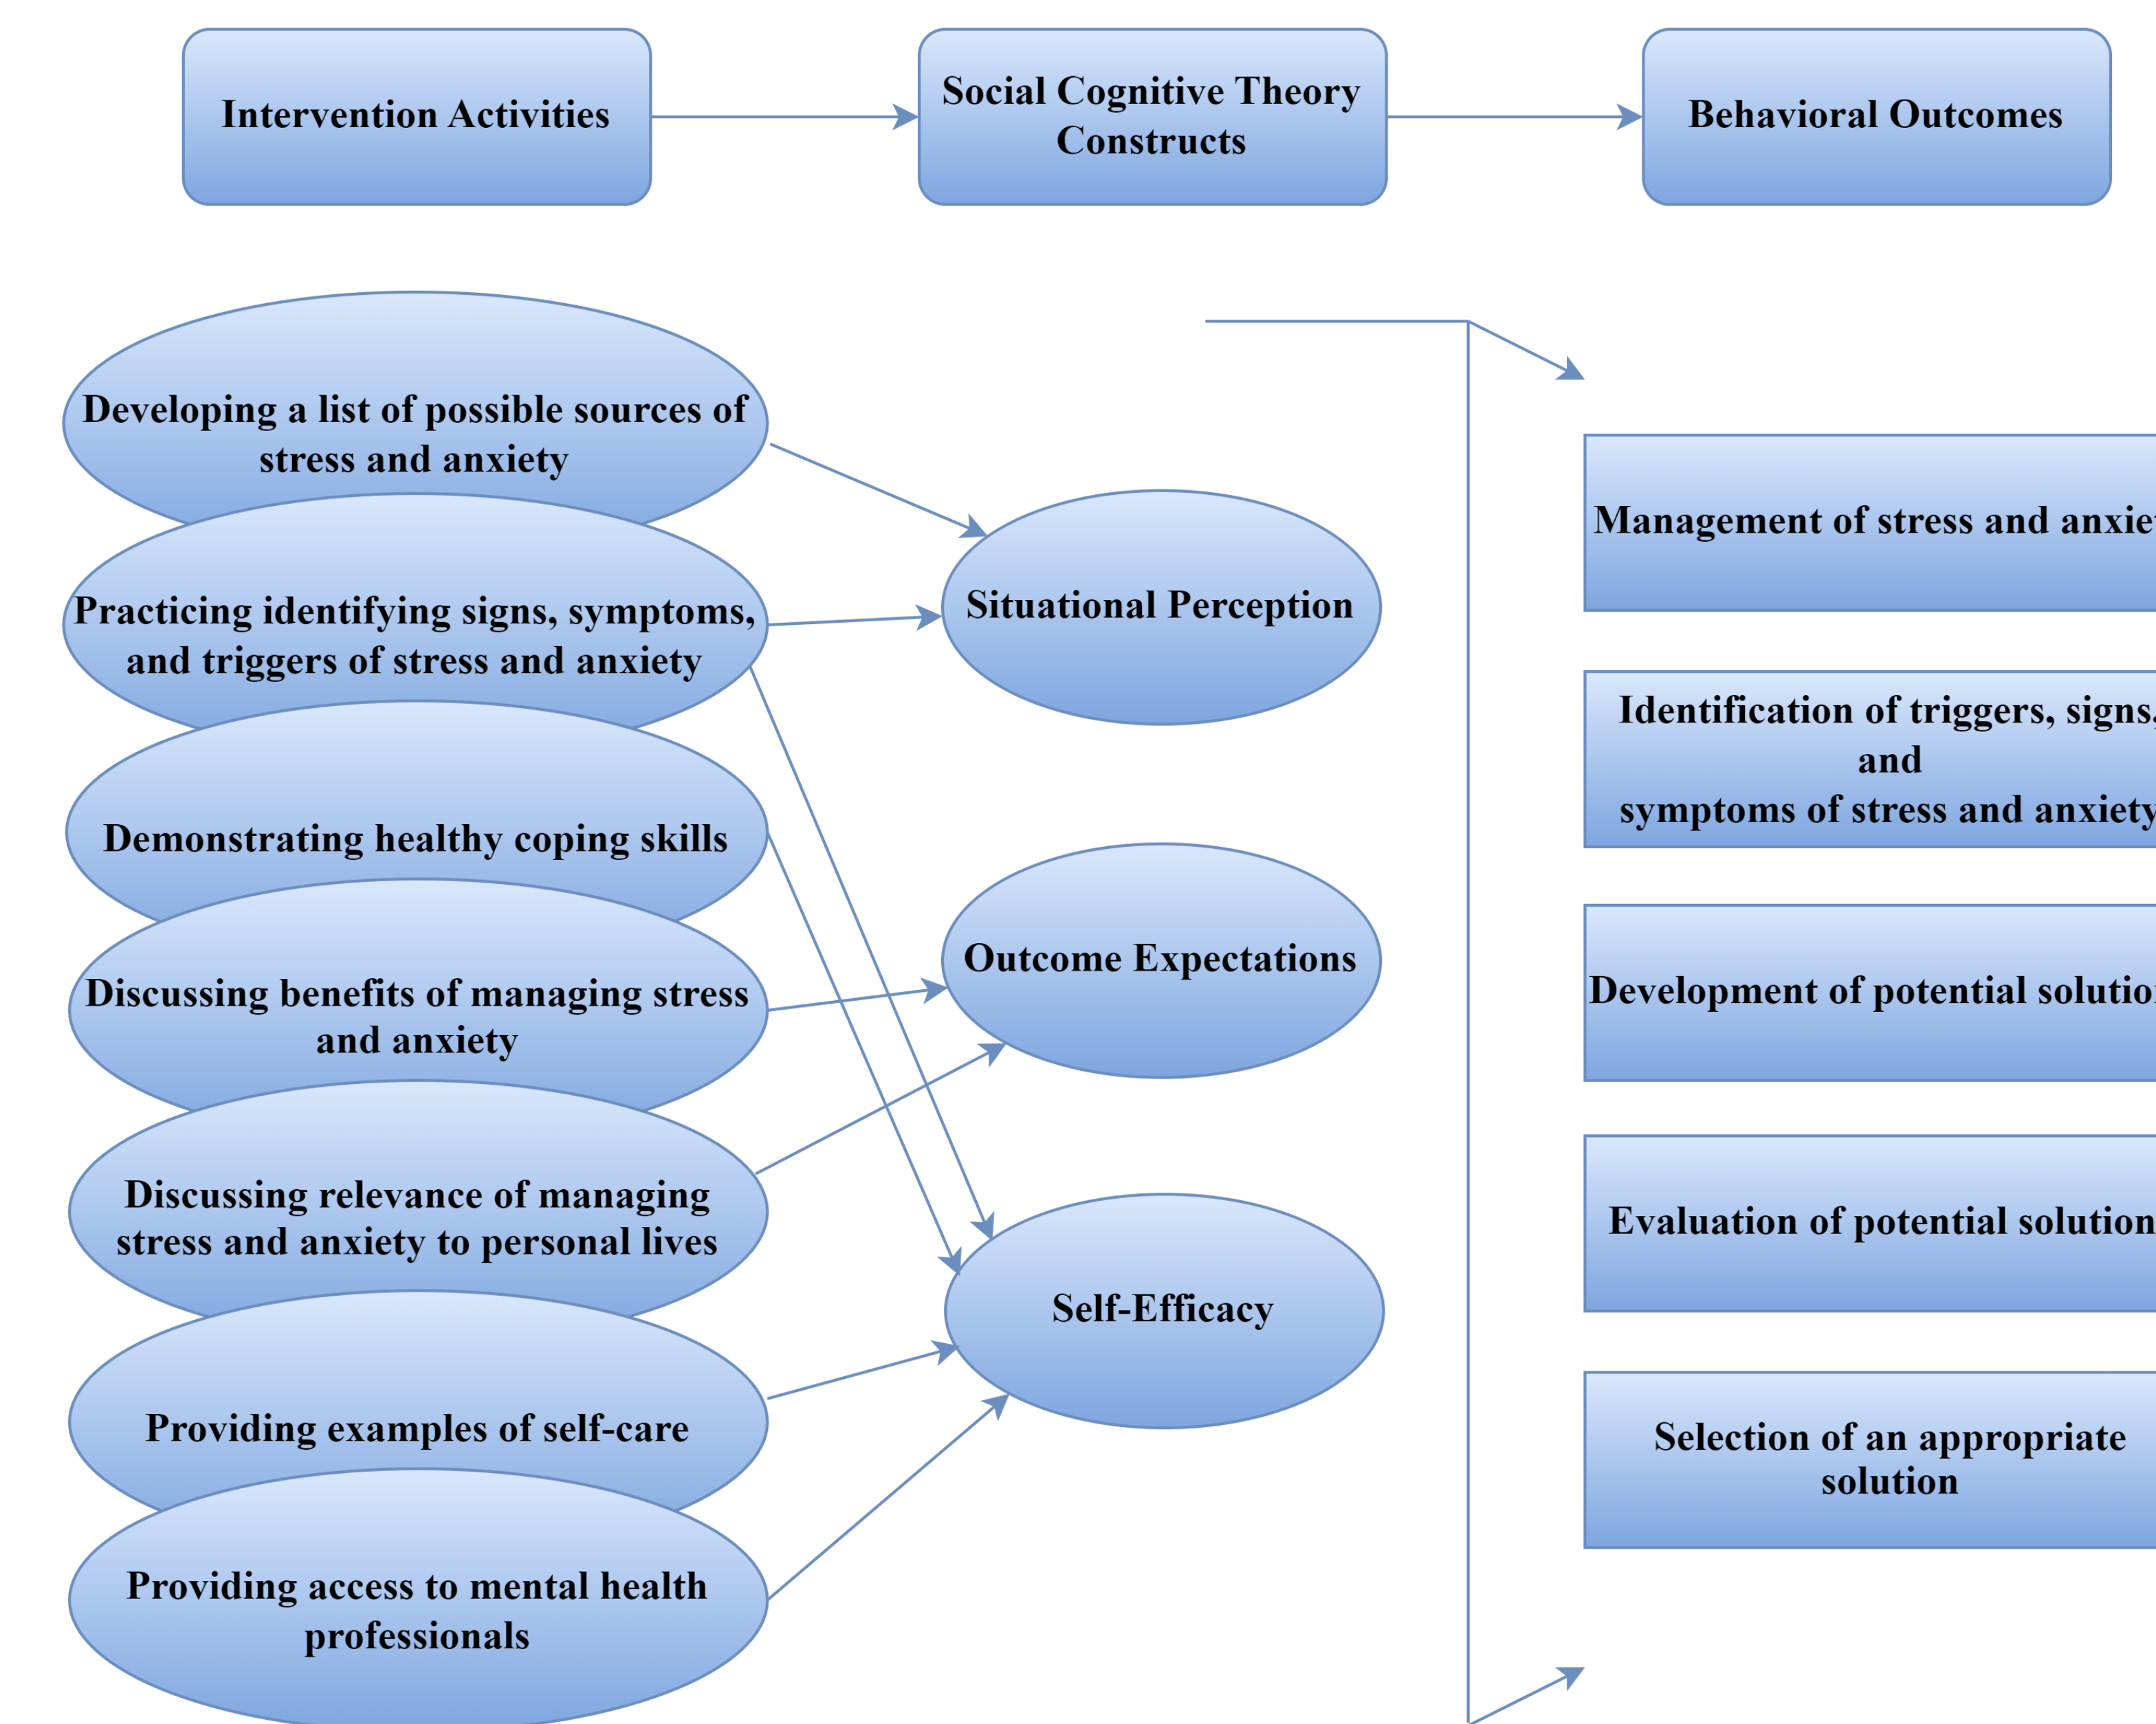 Intervention Activities
Social Cognitive Theory
Constructs
Behavioral Outcomes
Developing a list of possible sources of
stress and anxiety
Practicing identifying signs, symptoms,
and triggers of stress and anxiety
Demonstrating healthy coping skills
Discussing benefits of managing stress
and anxiety
Discussing relevance of managing
stress and anxiety to personal lives
Providing examples of self-care
Providing access to mental health
professionals
Situational Perception
Outcome Expectations
Self-Efficacy
Management of stress and
Identification of triggers, signs,
and
symptoms of stress and anxiety
Development of potential
Evaluation of potential solution
Selection of an appropriate
solution